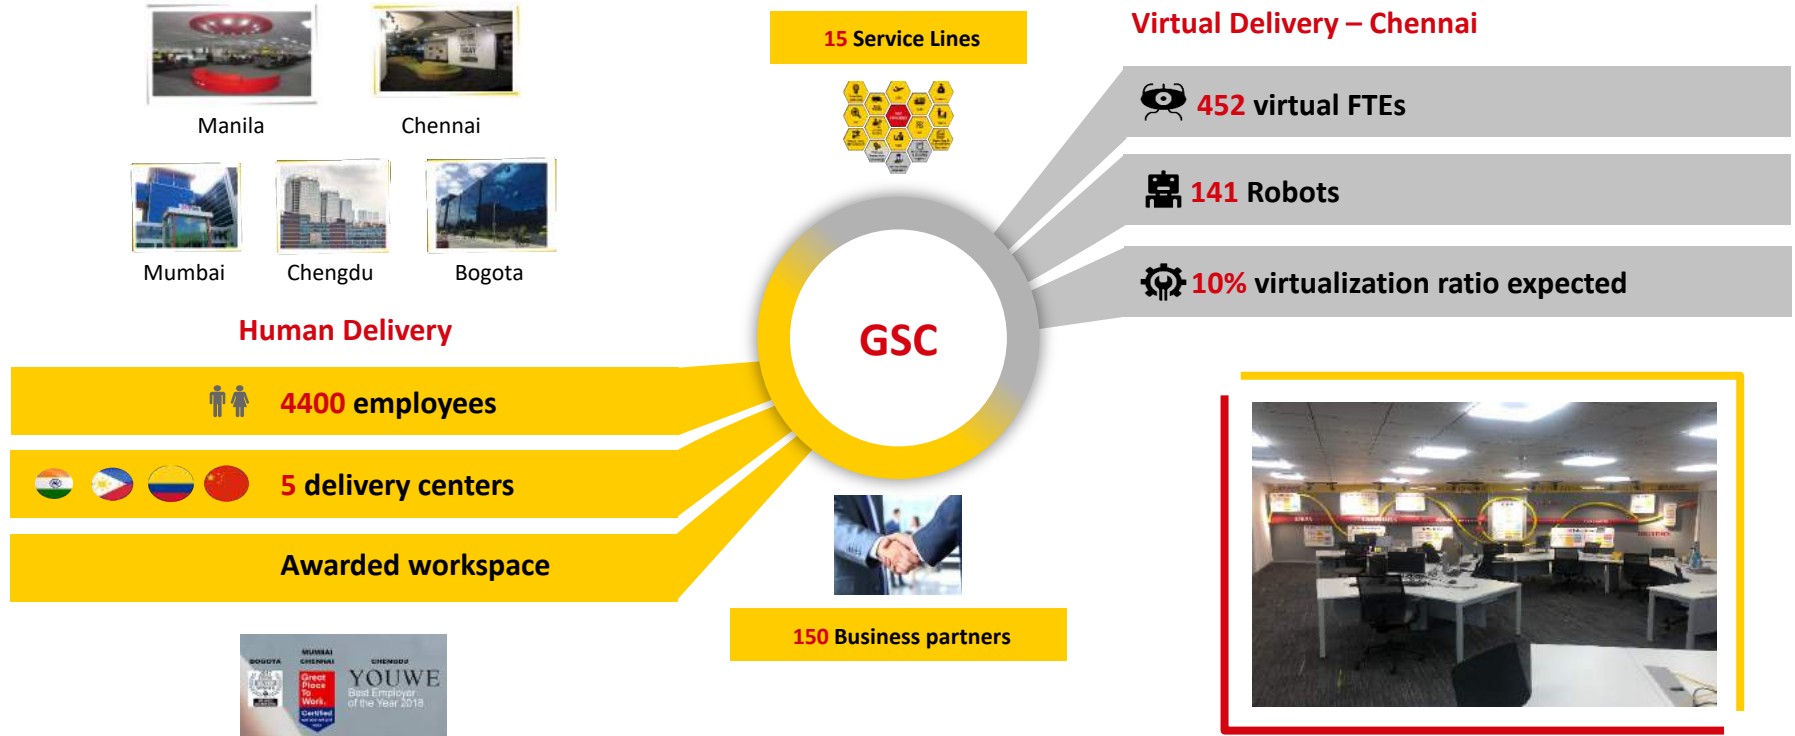 Manila
Chennai
Mumbai
Chengdu
Bogota
Human Delivery
4400 employees
5 delivery centers
Awarded workspace
BOGOTA
MUMBAI
CHENNAI
Great
Place
To
Work.
Certified
CHENGDU
YOUWE
Best Employer
of the Year 2018
15 Service Lines
GSC
150 Business partners
Virtual Delivery – Chennai
452 virtual FTEs
141 Robots
10% virtualization ratio expected